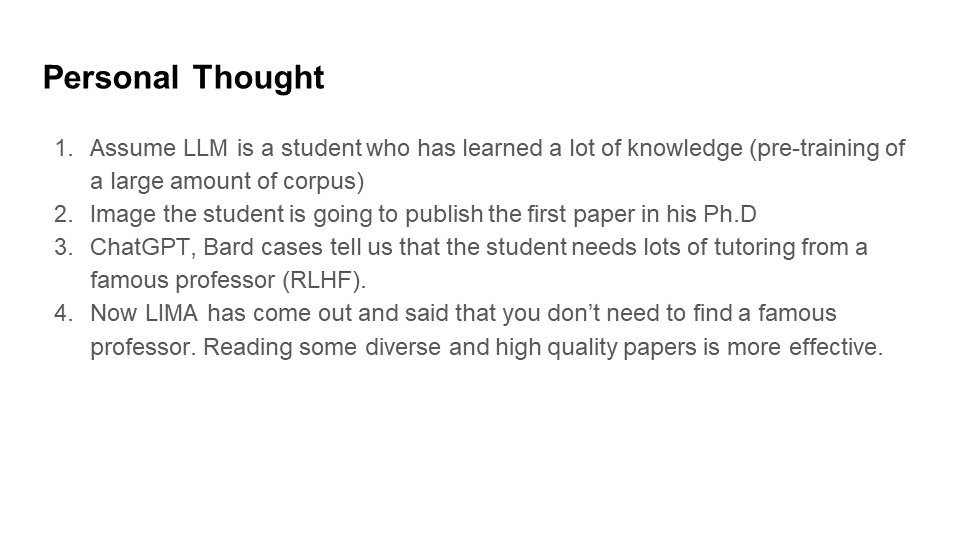 Personal Thought
1. Assume LLM is a student who has learned a lot of knowledge (pre-training of
a large amount of corpus)
2. Image the student is going to publish the first paper in his Ph.D
3. ChatGPT, Bard cases tell us that the student needs lots of tutoring from a
famous professor (RLHF).
4. Now LIMA has come out and said that you don’t need to find a famous
professor. Reading some diverse and high quality papers is more effective.